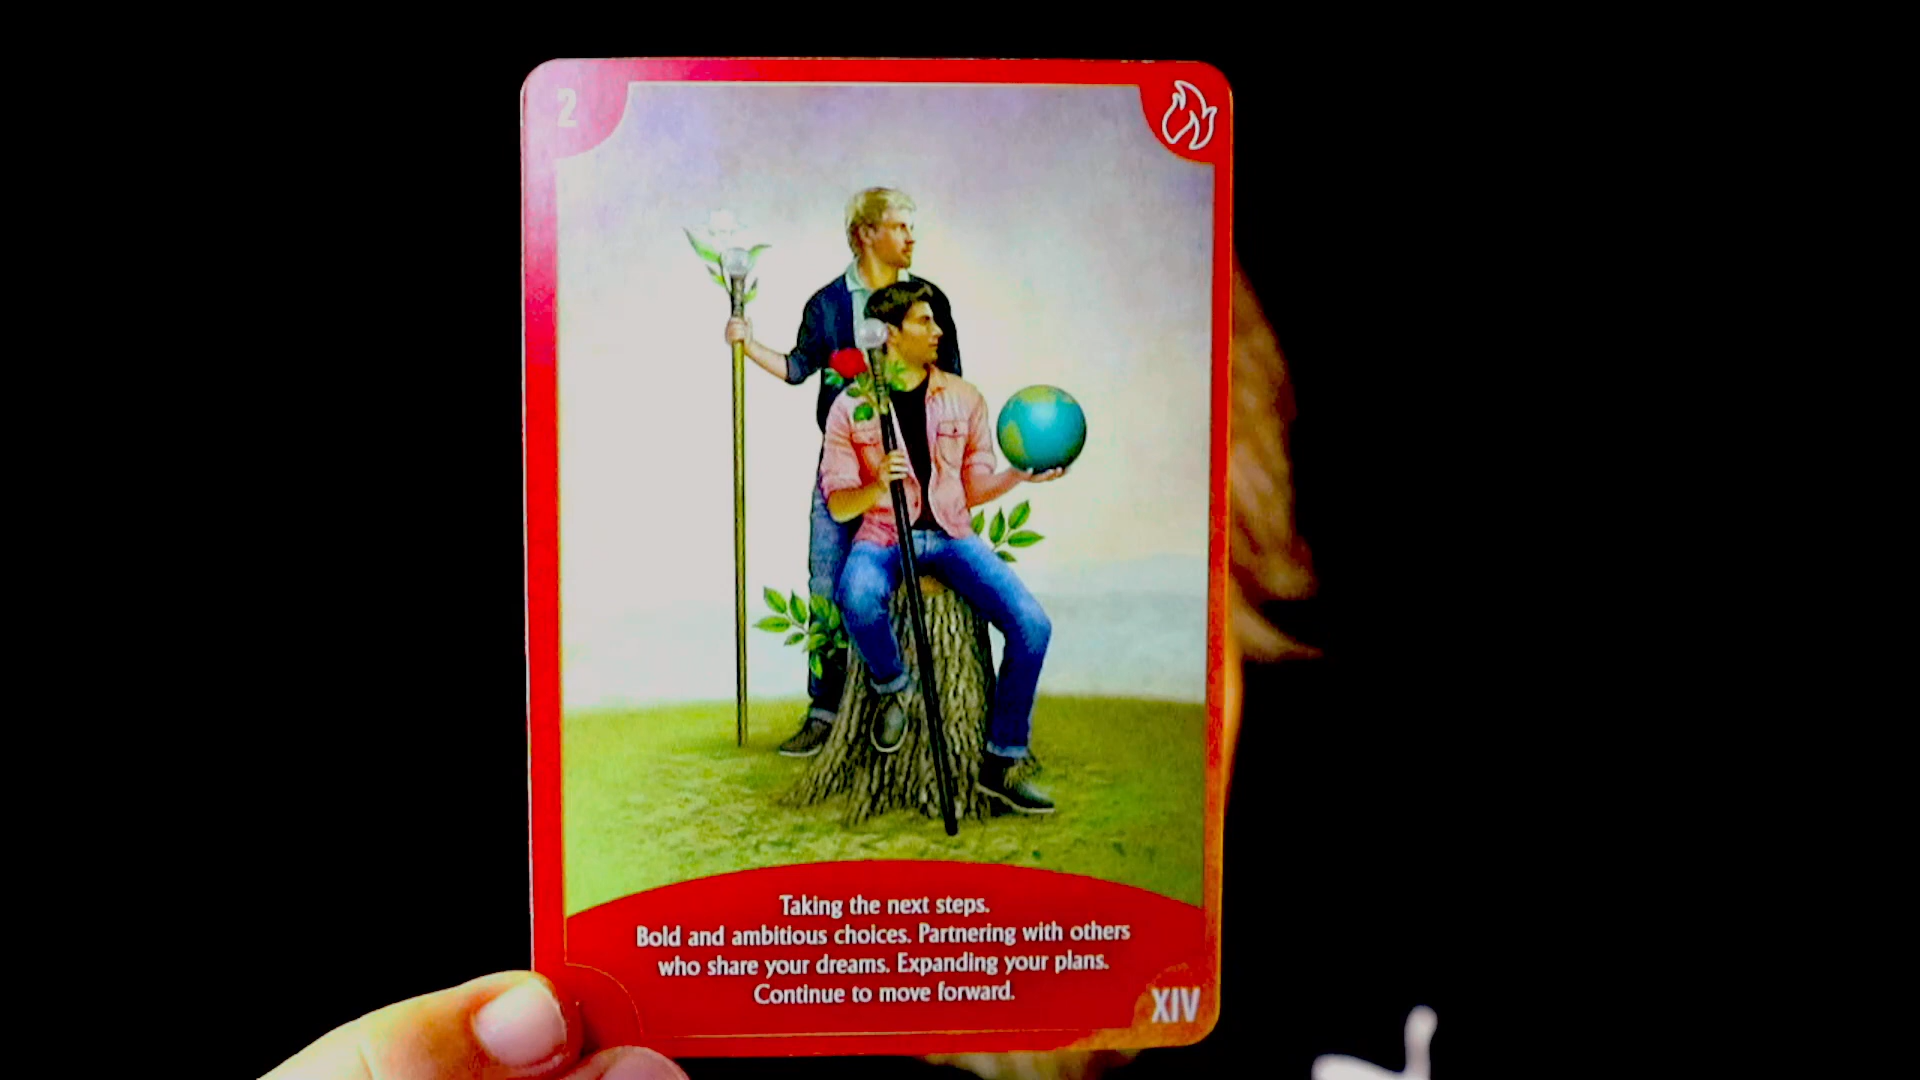 2
Taking the next steps.
Bold and ambitious choices. Partnering with others
who share your dreams. Expanding your plans.
Continue to move forward.
XIV